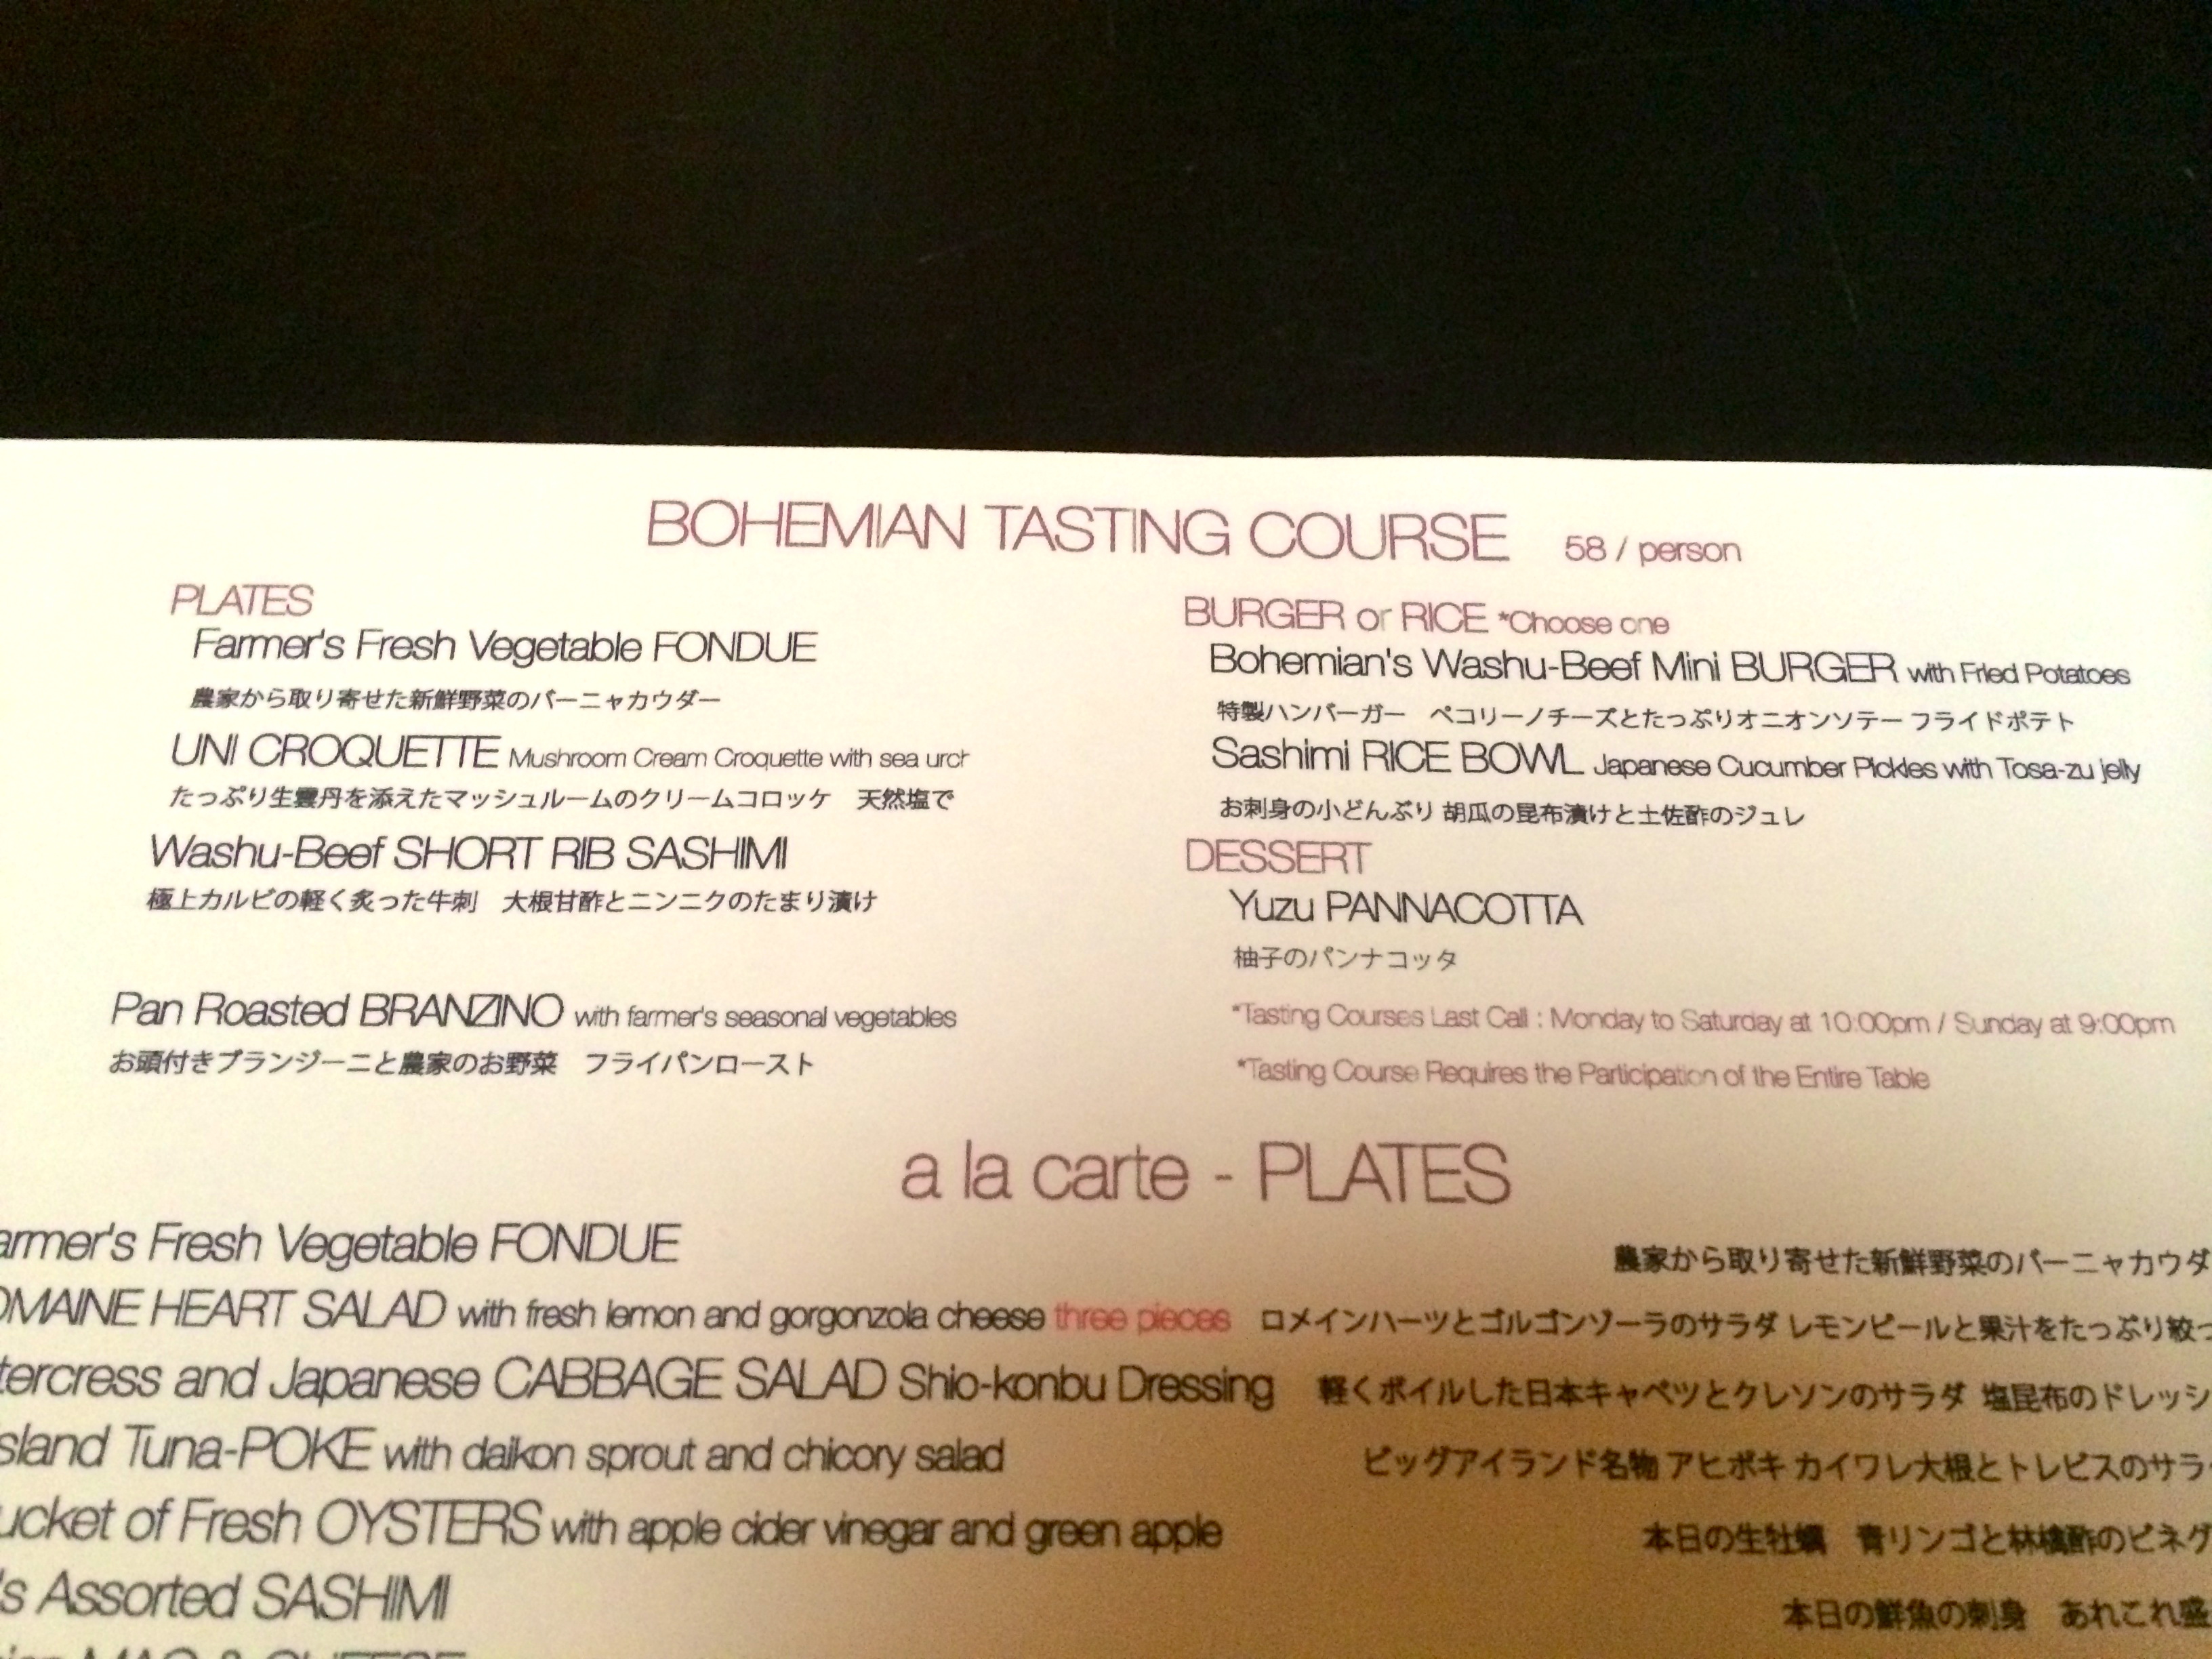 BOHEMIAN TASTING COURSE 58 / person
PLATES
Farmer's Fresh Vegetable FONDUE
農家から取り寄せた新鮮野菜のバーニャカウダー
UNI CROQUETTE Mushroom Cream Croquette with sea urch
たっぷり生雲丹を添えたマッシュルームのクリームコロッケ 天然塩で
Washu-Beef SHORT RIB SASHIMI
極上カルビの軽く炙った牛刺 大根甘酢とニンニクのたまり漬け
Pan Roasted BRANZINO with farmer's seasonal vegetables
お頭付きブランジーニと農家のお野菜 フライパンロースト
BURGER or RICE *Choose one
Bohemian's Washu-Beef Mini BURGER with Fried Potatoes
特製ハンバーガー ペコリーノチーズとたっぷりオニオンソテー フライドポテト
Sashimi RICE BOWL Japanese Cucumber Pickles with Tosa-zu jelly
お刺身の小どんぶり 胡瓜の昆布漬けと土佐酢のジュレ
DESSERT
Yuzu PANNACOTTA
柚子のパンナコッタ
*Tasting Courses Last Call : Monday to Saturday at 10:00pm / Sunday at 9:00pm
*Tasting Course Requires the Participation of the Entire Table
a la carte - PLATES
armer's Fresh Vegetable FONDUE 農家から取り寄せた新鮮野菜のバーニャカウダ
OMAINE HEART SALAD with fresh lemon and gorgonzola cheese three pieces ロメインハーツとゴルゴンゾーラのサラダ レモンピールと果汁をたっぷり絞っ
tercress and Japanese CABBAGE SALAD Shio-konbu Dressing 軽くボイルした日本キャベツとクレソンのサラダ 塩昆布のドレッシ
sland Tuna-POKE with daikon sprout and chicory salad ビッグアイランド名物 アヒポキ カイワレ大根とトレビスのサラ
ucket of Fresh OYSTERS with apple cider vinegar and green apple 本日の生牡蠣 青リンゴと林檎酢のビネグ
's Assorted SASHIMI 本日の鮮魚の刺身 あれこれ盛
MAC & CHEESE